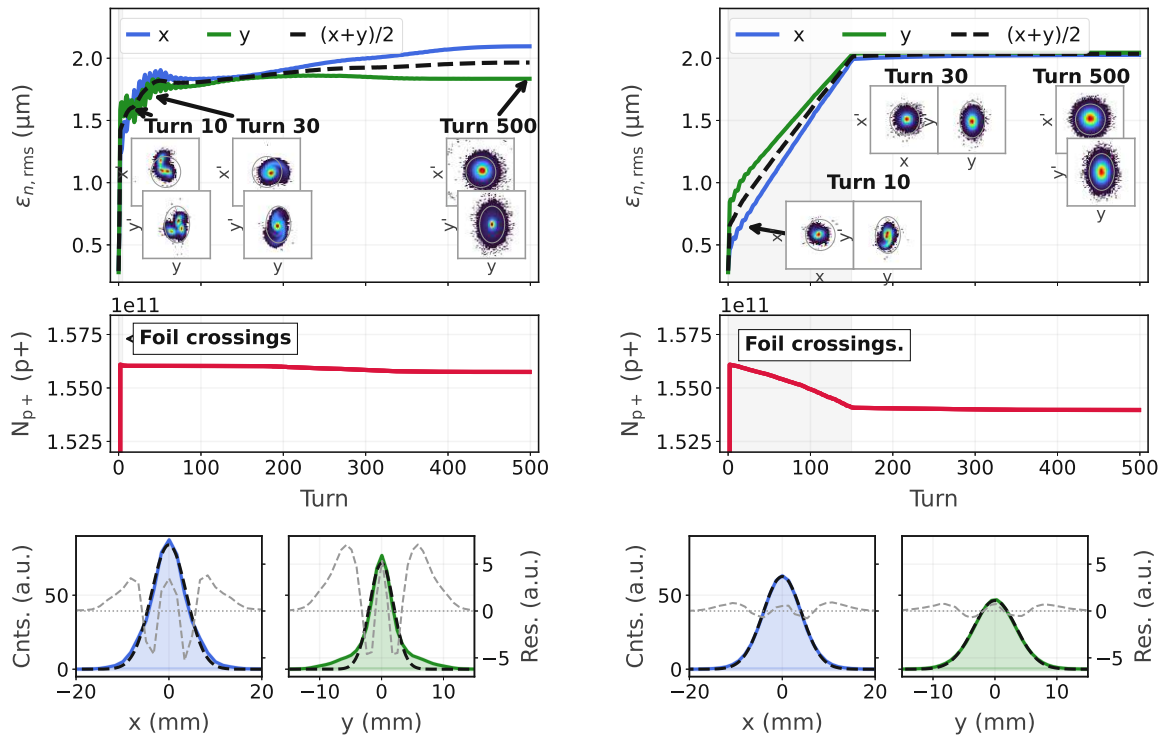 x
y
(x+y)/2
2.0
1.5
1.0
0.5
εn, rms (μm)
Turn 10
Turn 30
Turn 500
x'
x'
x
y'
y'
y'
y
y
y
1e11
1.575
1.550
1.525
Np+ (p+)
Foil crossings
0
100
200
300
400
500
Turn
50
0
Cnts. (a.u.)
−20
0
20
x (mm)
−10
0
10
y (mm)
5
0
−5
Res. (a.u.)
x
y
(x+y)/2
2.0
1.5
1.0
0.5
εn, rms (μm)
Turn 30
Turn 500
x'
y'
x'
x
y
y'
y
Turn 10
x'
y'
x
y
1e11
1.575
1.550
1.525
Np+ (p+)
Foil crossings.
0
100
200
300
400
500
Turn
50
0
Cnts. (a.u.)
−20
0
20
x (mm)
−10
0
10
y (mm)
5
0
−5
Res. (a.u.)